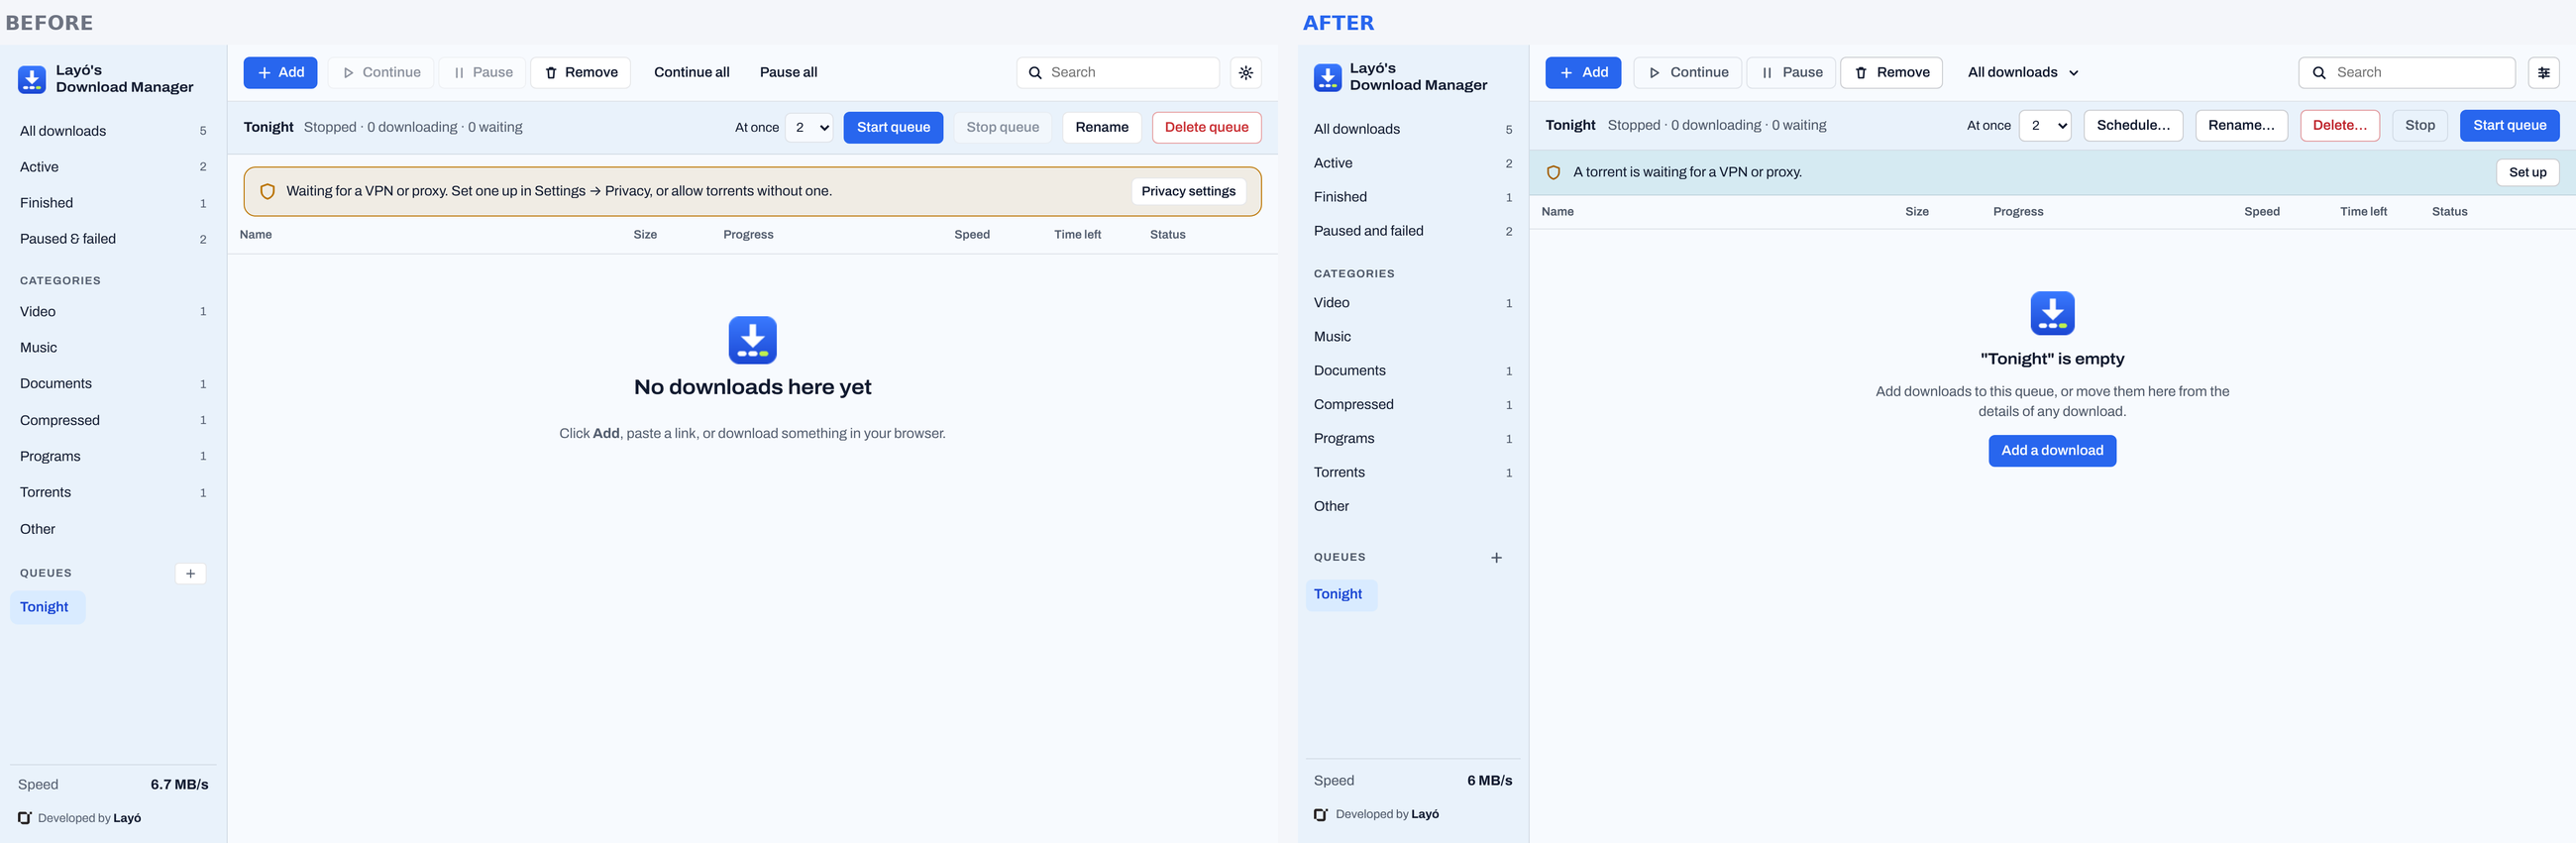 BEFORE
Layó's
Download Manager
All downloads 5
Active 2
Finished 1
Paused & failed 2
CATEGORIES
Video 1
Music
Documents 1
Compressed 1
Programs 1
Torrents 1
Other
QUEUES +
Tonight
Speed 6.7 MB/s
Developed by Layó
+ Add Continue Pause Remove Continue all Pause all Search
Tonight Stopped · 0 downloading · 0 waiting At once 2 Start queue Stop queue Rename Delete queue
Waiting for a VPN or proxy. Set one up in Settings → Privacy, or allow torrents without one. Privacy settings
Name Size Progress Speed Time left Status
No downloads here yet
Click Add, paste a link, or download something in your browser.
AFTER
Layó's
Download Manager
All downloads 5
Active 2
Finished 1
Paused and failed 2
CATEGORIES
Video 1
Music
Documents 1
Compressed 1
Programs 1
Torrents 1
Other
QUEUES +
Tonight
Speed 6 MB/s
Developed by Layó
+ Add Continue Pause Remove All downloads Search
Tonight Stopped · 0 downloading · 0 waiting At once 2 Schedule... Rename... Delete... Stop Start queue
A torrent is waiting for a VPN or proxy. Set up
Name Size Progress Speed Time left Status
"Tonight" is empty
Add downloads to this queue, or move them here from the
details of any download.
Add a download